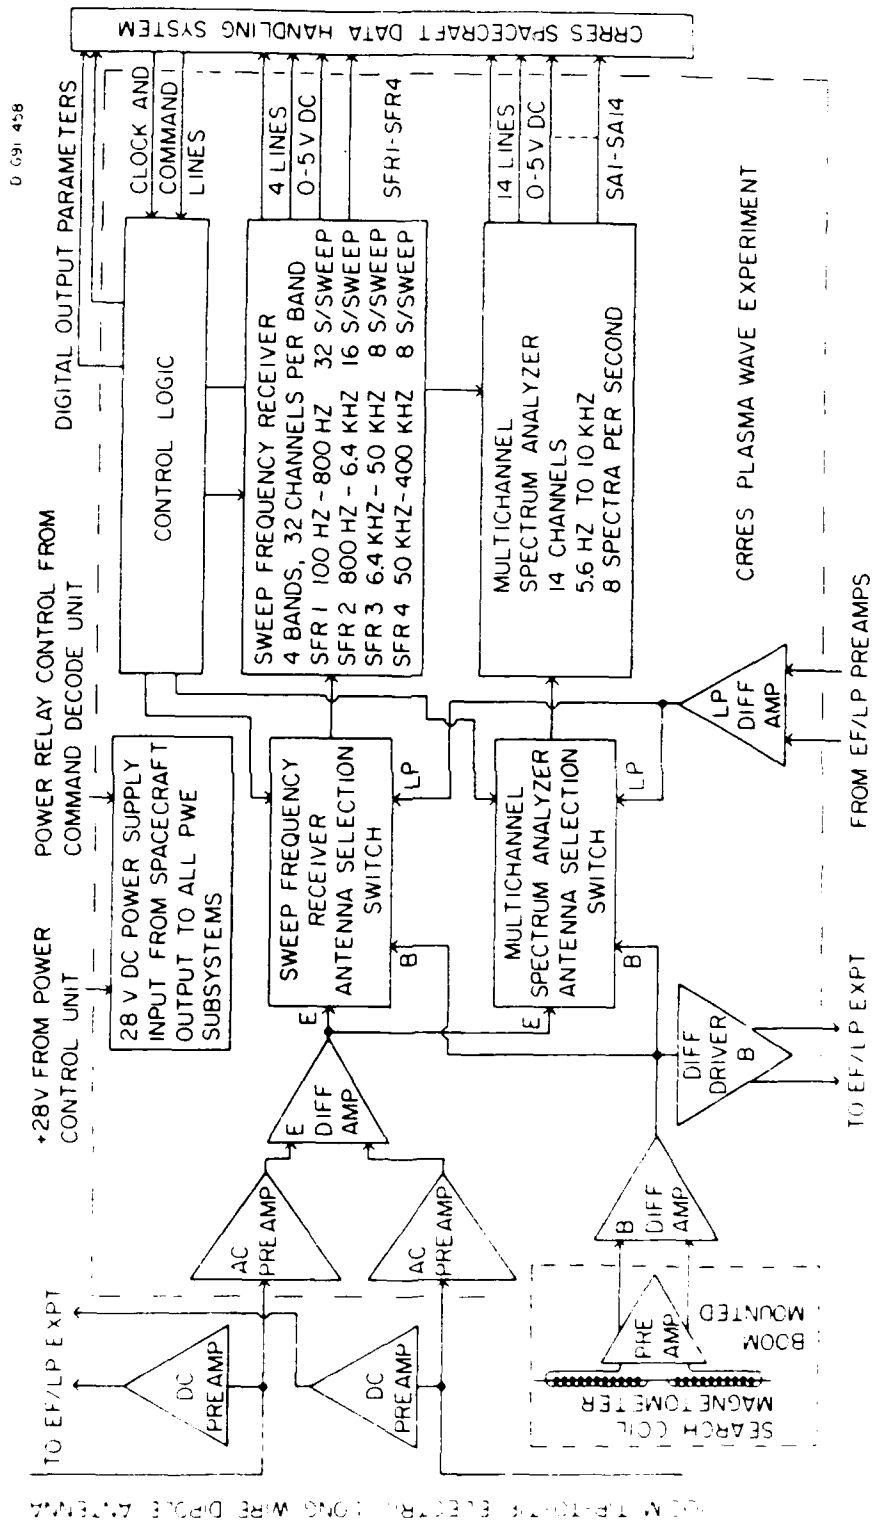 D G91 458
+28V FROM POWER
CONTROL UNIT
POWER RELAY CONTROL FROM
COMMAND DECODE UNIT
DIGITAL OUTPUT PARAMETERS
TO EF/LP EXPT
28 V DC POWER SUPPLY
INPUT FROM SPACECRAFT
OUTPUT TO ALL PWE
SUBSYSTEMS
CONTROL LOGIC
CLOCK AND
COMMAND
LINES
DC
PREAMP
AC
PREAMP
E
DIFF
AMP
E
SWEEP FREQUENCY
RECEIVER
ANTENNA SELECTION
SWITCH
B
LP
SWEEP FREQUENCY RECEIVER
4 BANDS, 32 CHANNELS PER BAND
SFR 1 100 HZ-800 HZ 32 S/SWEEP
SFR 2 800 HZ-6.4 KHZ 16 S/SWEEP
SFR 3 6.4 KHZ-50 KHZ 8 S/SWEEP
SFR 4 50 KHZ-400 KHZ 8 S/SWEEP
4 LINES
0-5 V DC
SFR1-SFR4
CRRES SPACECRAFT DATA HANDLING SYSTEM
DC
PREAMP
AC
PREAMP
E
MULTICHANNEL
SPECTRUM ANALYZER
ANTENNA SELECTION
SWITCH
B
LP
MULTICHANNEL
SPECTRUM ANALYZER
14 CHANNELS
5.6 HZ TO 10 KHZ
8 SPECTRA PER SECOND
14 LINES
0-5 V DC
SA1-SA14
WIRE DIPOLE ANTENNA
SEARCH COIL
MAGNETOMETER
PRE
AMP
BOOM
MOUNTED
B
DIFF
AMP
DIFF
DRIVER
B
LP
DIFF
AMP
CRRES PLASMA WAVE EXPERIMENT
TO EF/LP EXPT
FROM EF/LP PREAMPS